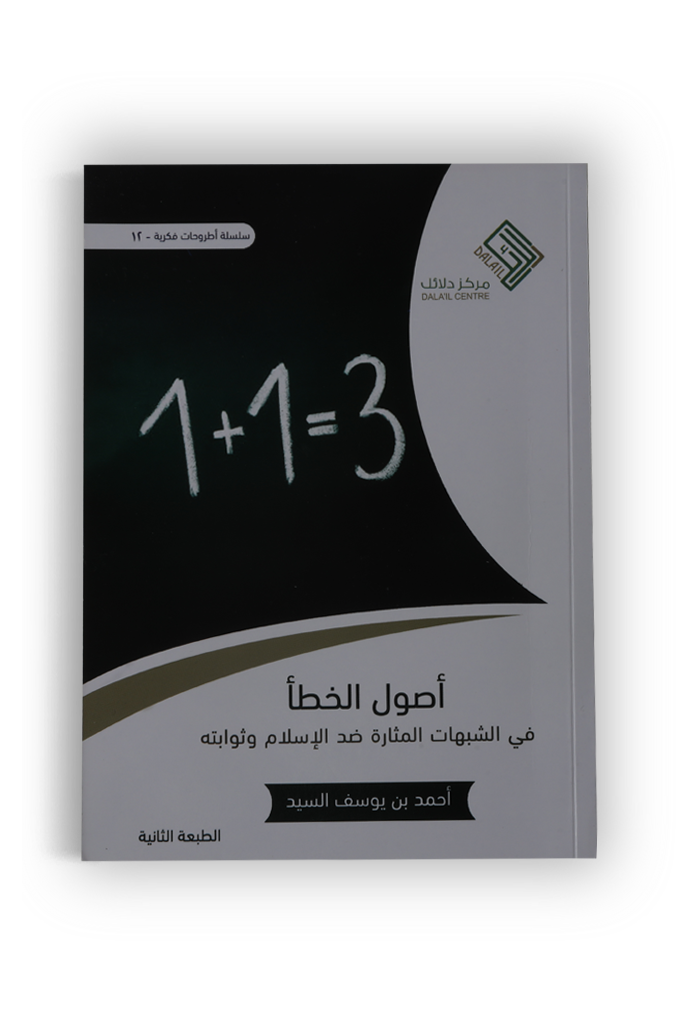 سلسلة أطروحات فكرية - ١٢
DALAIL
مركز دلائل
DALA'IL CENTRE
1+1=3
أصول الخطأ
في الشبهات المثارة ضد الإسلام وثوابته
أحمد بن يوسف السيد
الطبعة الثانية